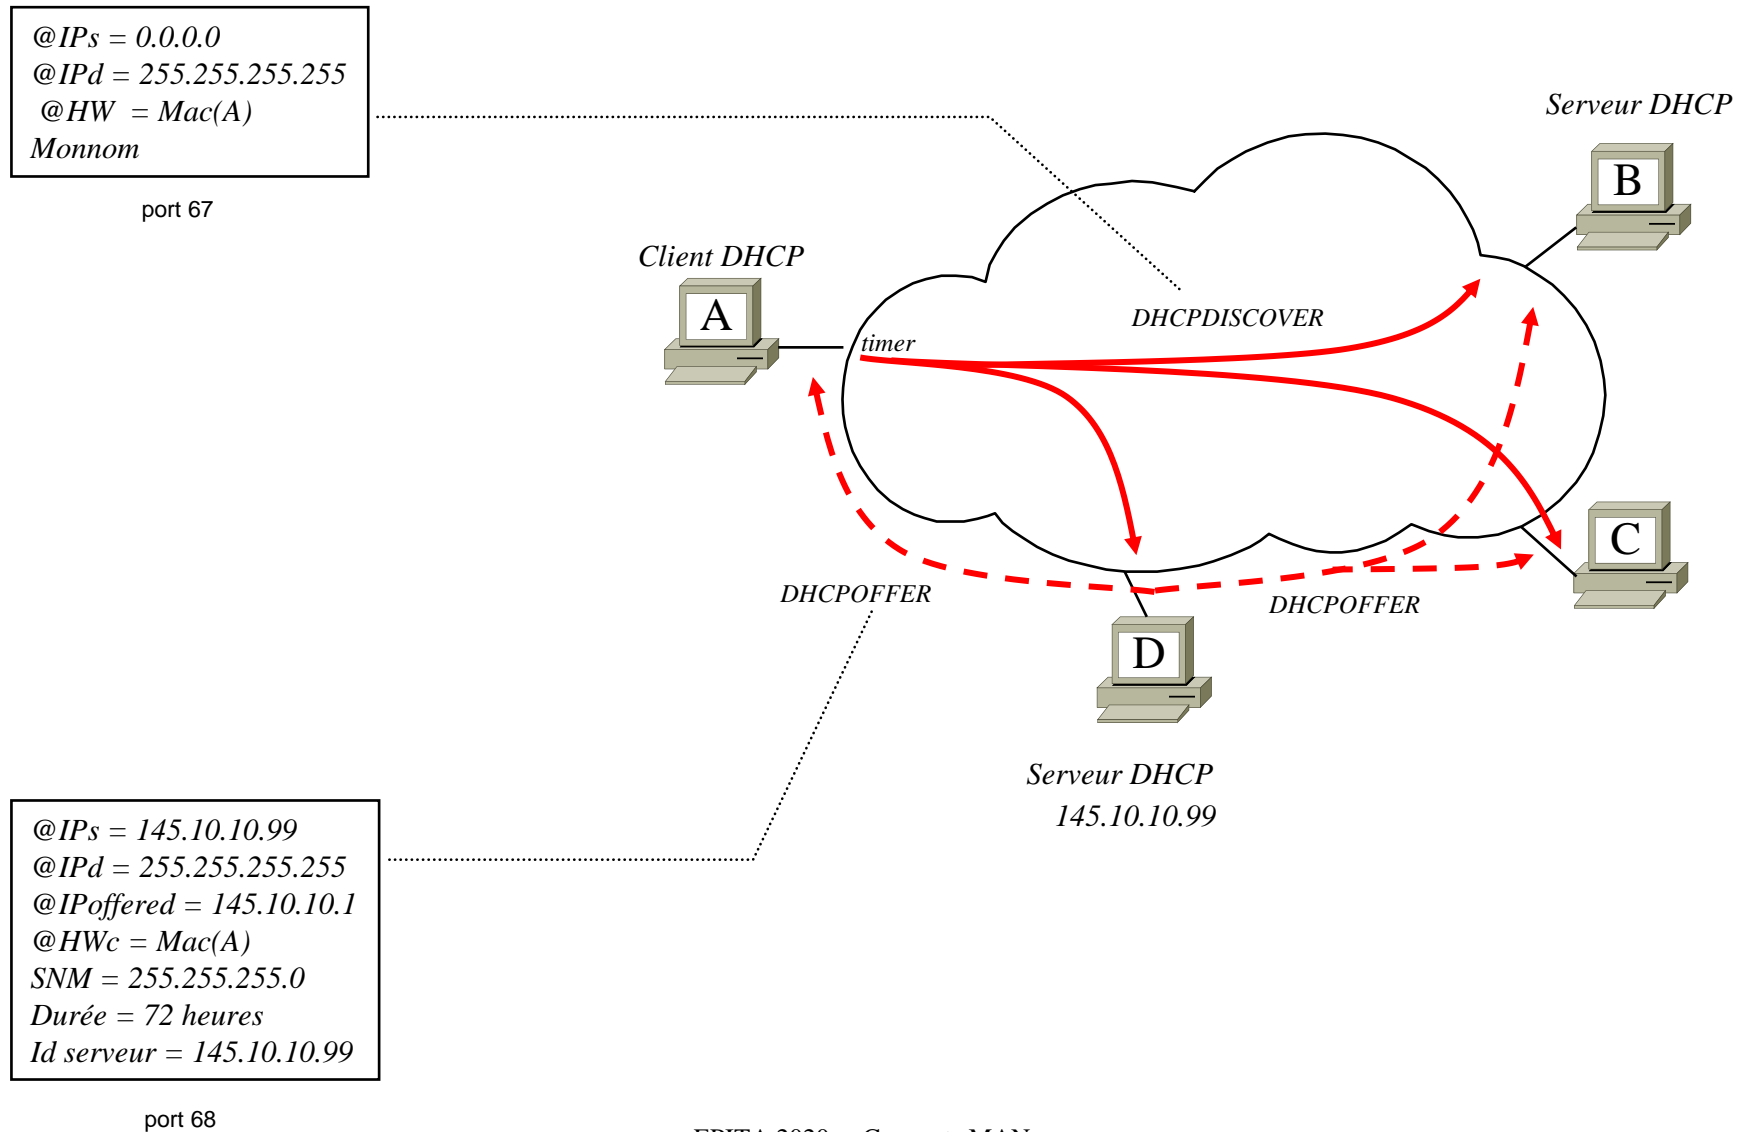 @IPs = 0.0.0.0
@IPd = 255.255.255.255
@HW = Mac(A)
Monnom
port 67
Serveur DHCP
B
Client DHCP
A
timer
DHCPDISCOVER
C
DHCPOFFER
DHCPOFFER
D
Serveur DHCP
145.10.10.99
@IPs = 145.10.10.99
@IPd = 255.255.255.255
@IPoffered = 145.10.10.1
@HWc = Mac(A)
SNM = 255.255.255.0
Durée = 72 heures
Id serveur = 145.10.10.99
port 68